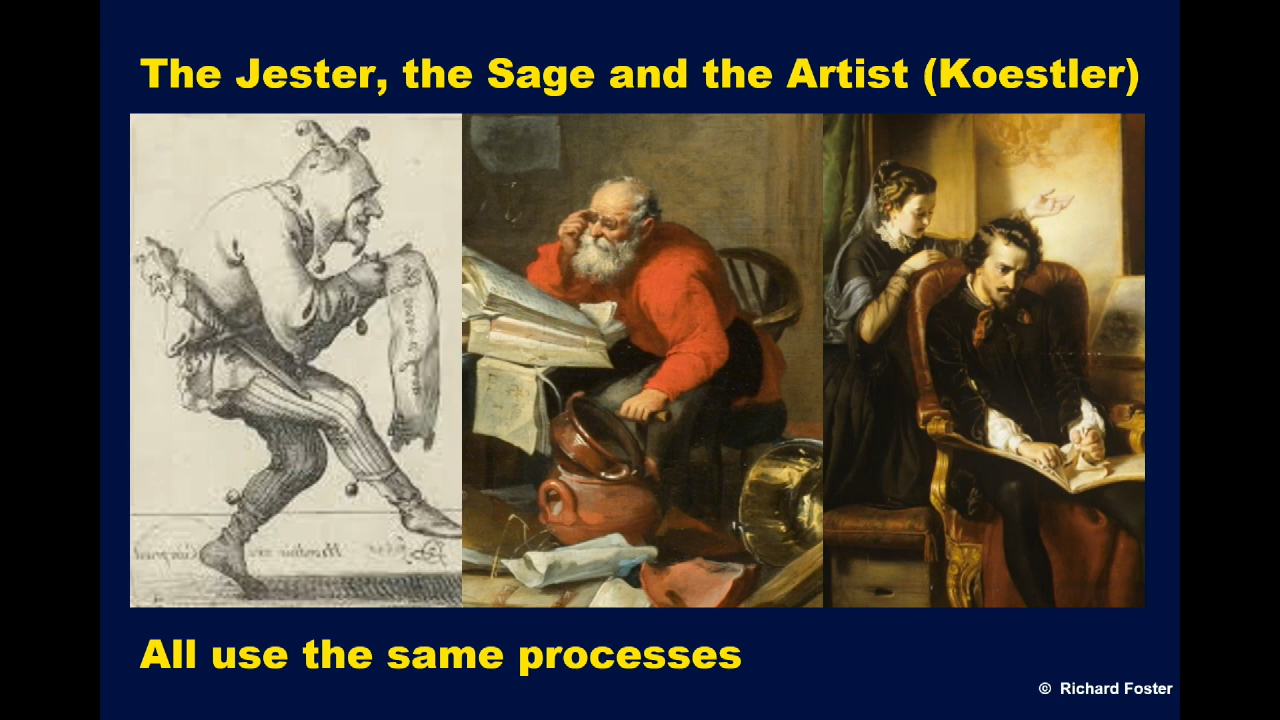 The Jester, the Sage and the Artist (Koestler)
All use the same processes
© Richard Foster